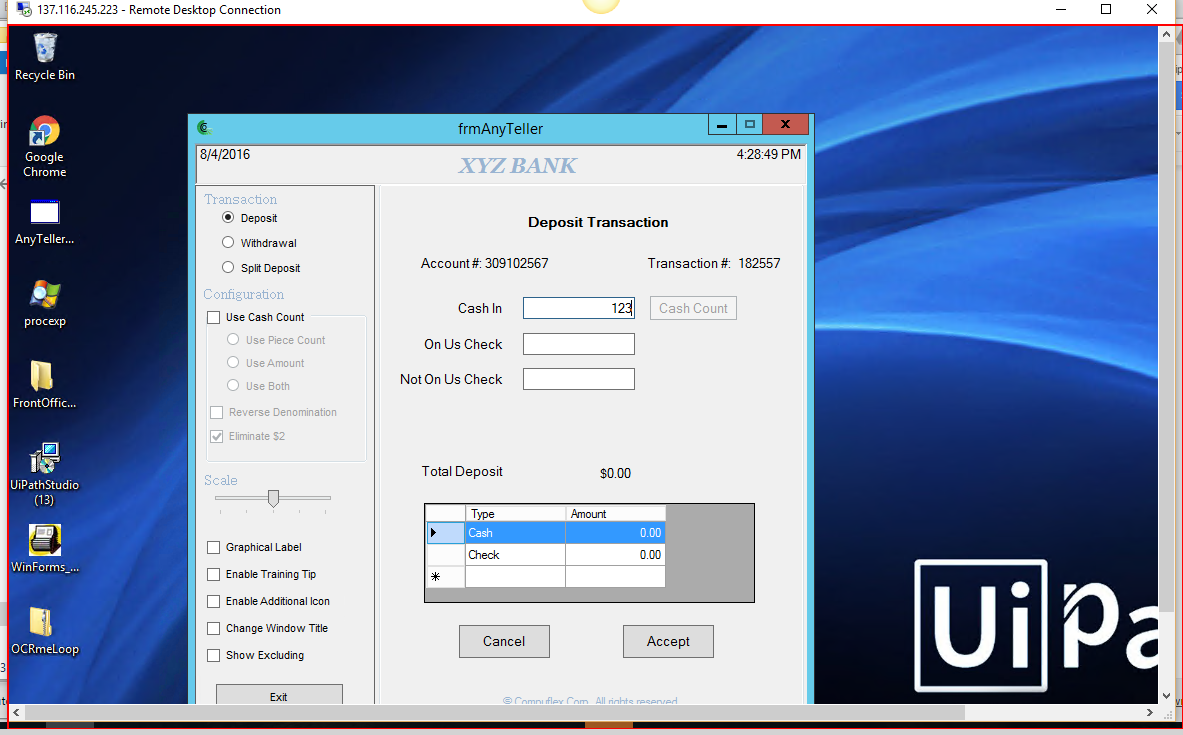 137.116.245.223 - Remote Desktop Connection
Recycle Bin
Google
Chrome
AnyTeller...
procexp
FrontOffic...
UiPathStudio
(13)
WinForms_...
OCRmeLoop
frmAnyTeller
8/4/2016
XYZ BANK
4:28:49 PM
Transaction
Deposit
Withdrawal
Split Deposit
Configuration
Use Cash Count
Use Piece Count
Use Amount
Use Both
Reverse Denomination
Eliminate $2
Scale
Graphical Label
Enable Training Tip
Enable Additional Icon
Change Window Title
Show Excluding
Exit
Deposit Transaction
Account #: 309102567 Transaction #: 182557
Cash In 123 Cash Count
On Us Check
Not On Us Check
Total Deposit $0.00
Type Amount
Cash 0.00
Check 0.00
Cancel Accept
© Compuflex Corp. All rights reserved
UiPa